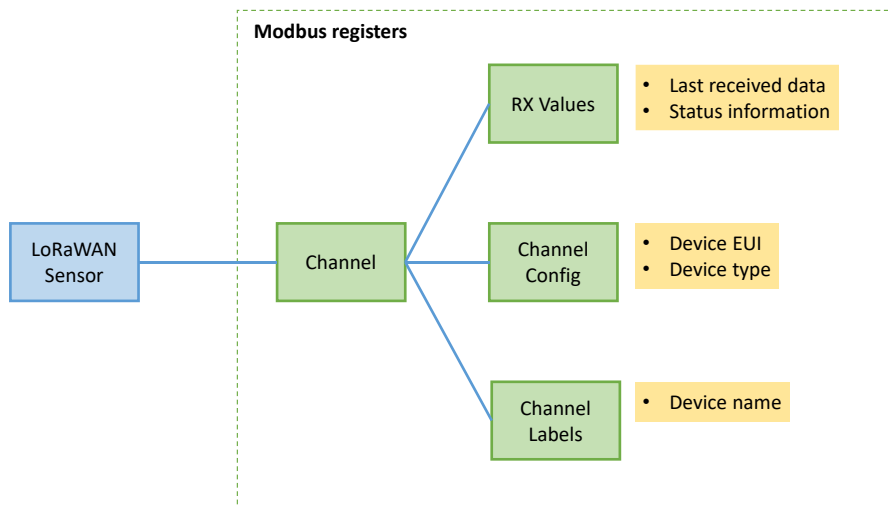 Modbus registers
RX Values
• Last received data
• Status information
LoRaWAN
Sensor
Channel
Channel
Config
• Device EUI
• Device type
Channel
Labels
• Device name